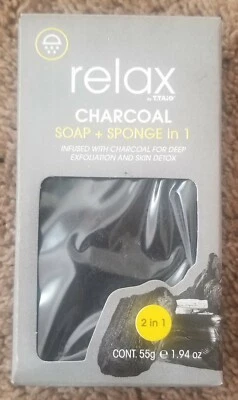 relax
by T.TAiO
CHARCOAL
SOAP + SPONGE in 1
INFUSED WITH CHARCOAL FOR DEEP
EXFOLIATION AND SKIN DETOX
2 in 1
CONT. 55g ℮ 1.94 oz